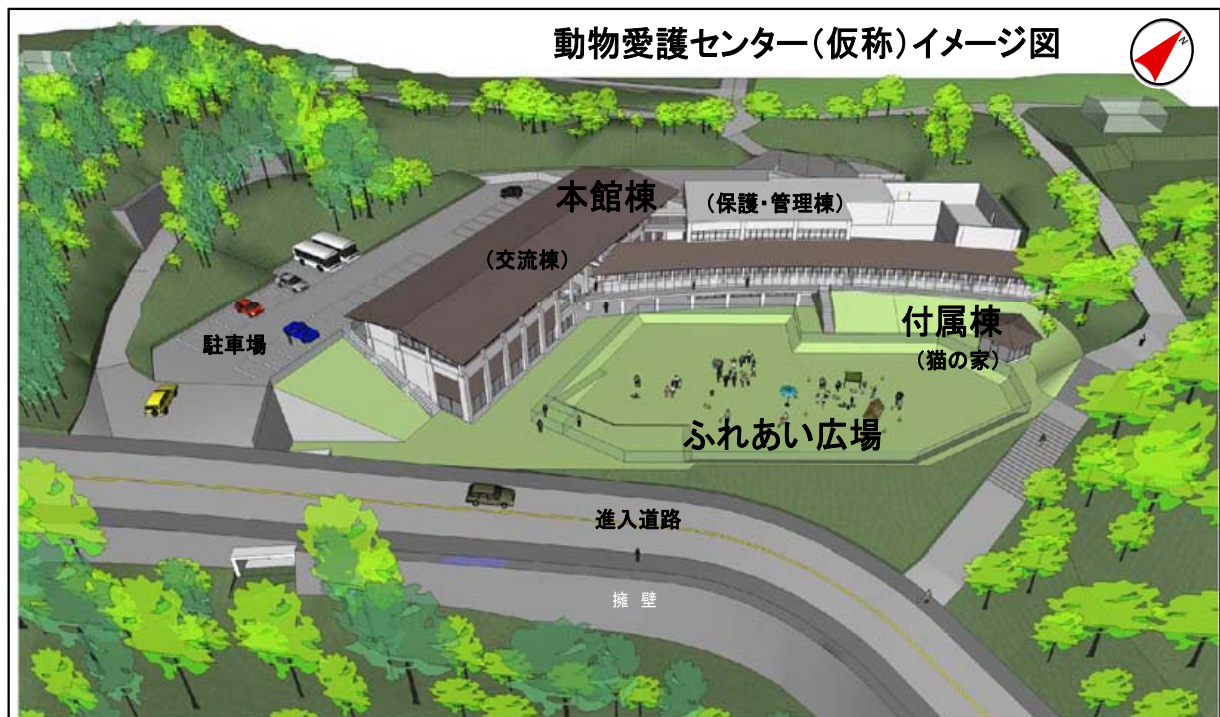 動物愛護センター(仮称)イメージ図
N
本館棟
(保護・管理棟)
(交流棟)
付属棟
(猫の家)
駐車場
ふれあい広場
進入道路
擁 壁